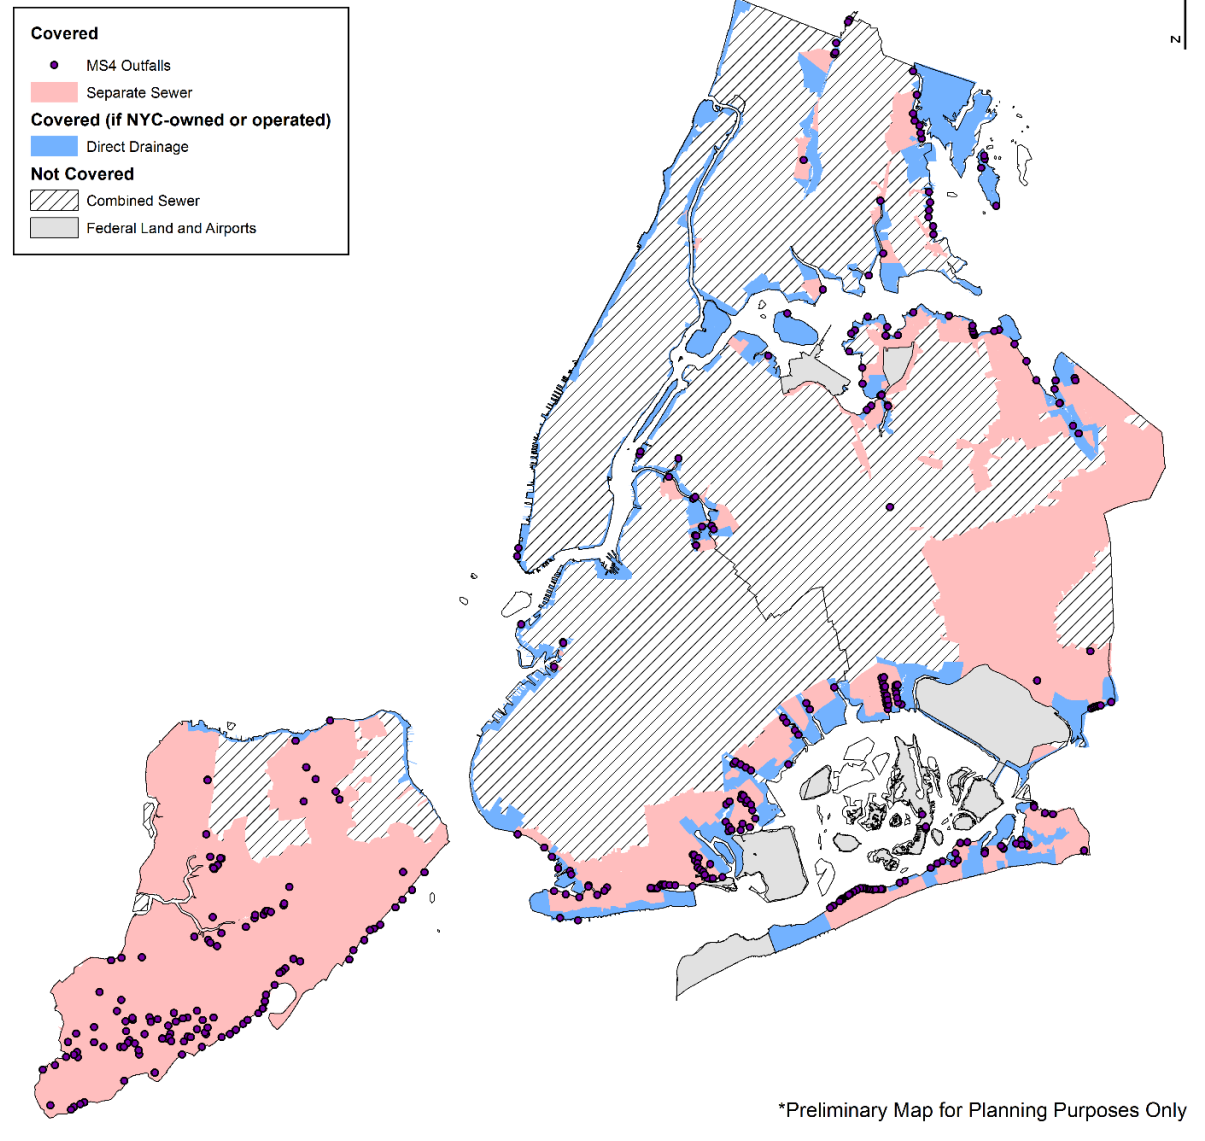 Covered
MS4 Outfalls
Separate Sewer
Covered (if NYC-owned or operated)
Direct Drainage
Not Covered
Combined Sewer
Federal Land and Airports
N
*Preliminary Map for Planning Purposes Only